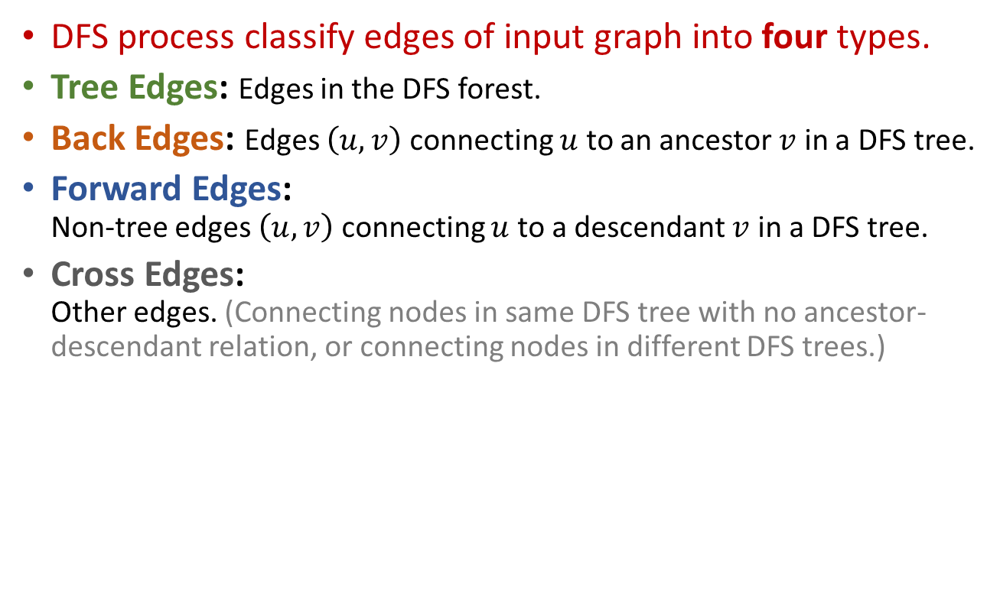 • DFS process classify edges of input graph into four types.
• Tree Edges: Edges in the DFS forest.
• Back Edges: Edges (u, v) connecting u to an ancestor v in a DFS tree.
• Forward Edges:
Non-tree edges (u, v) connecting u to a descendant v in a DFS tree.
• Cross Edges:
Other edges. (Connecting nodes in same DFS tree with no ancestor-
descendant relation, or connecting nodes in different DFS trees.)